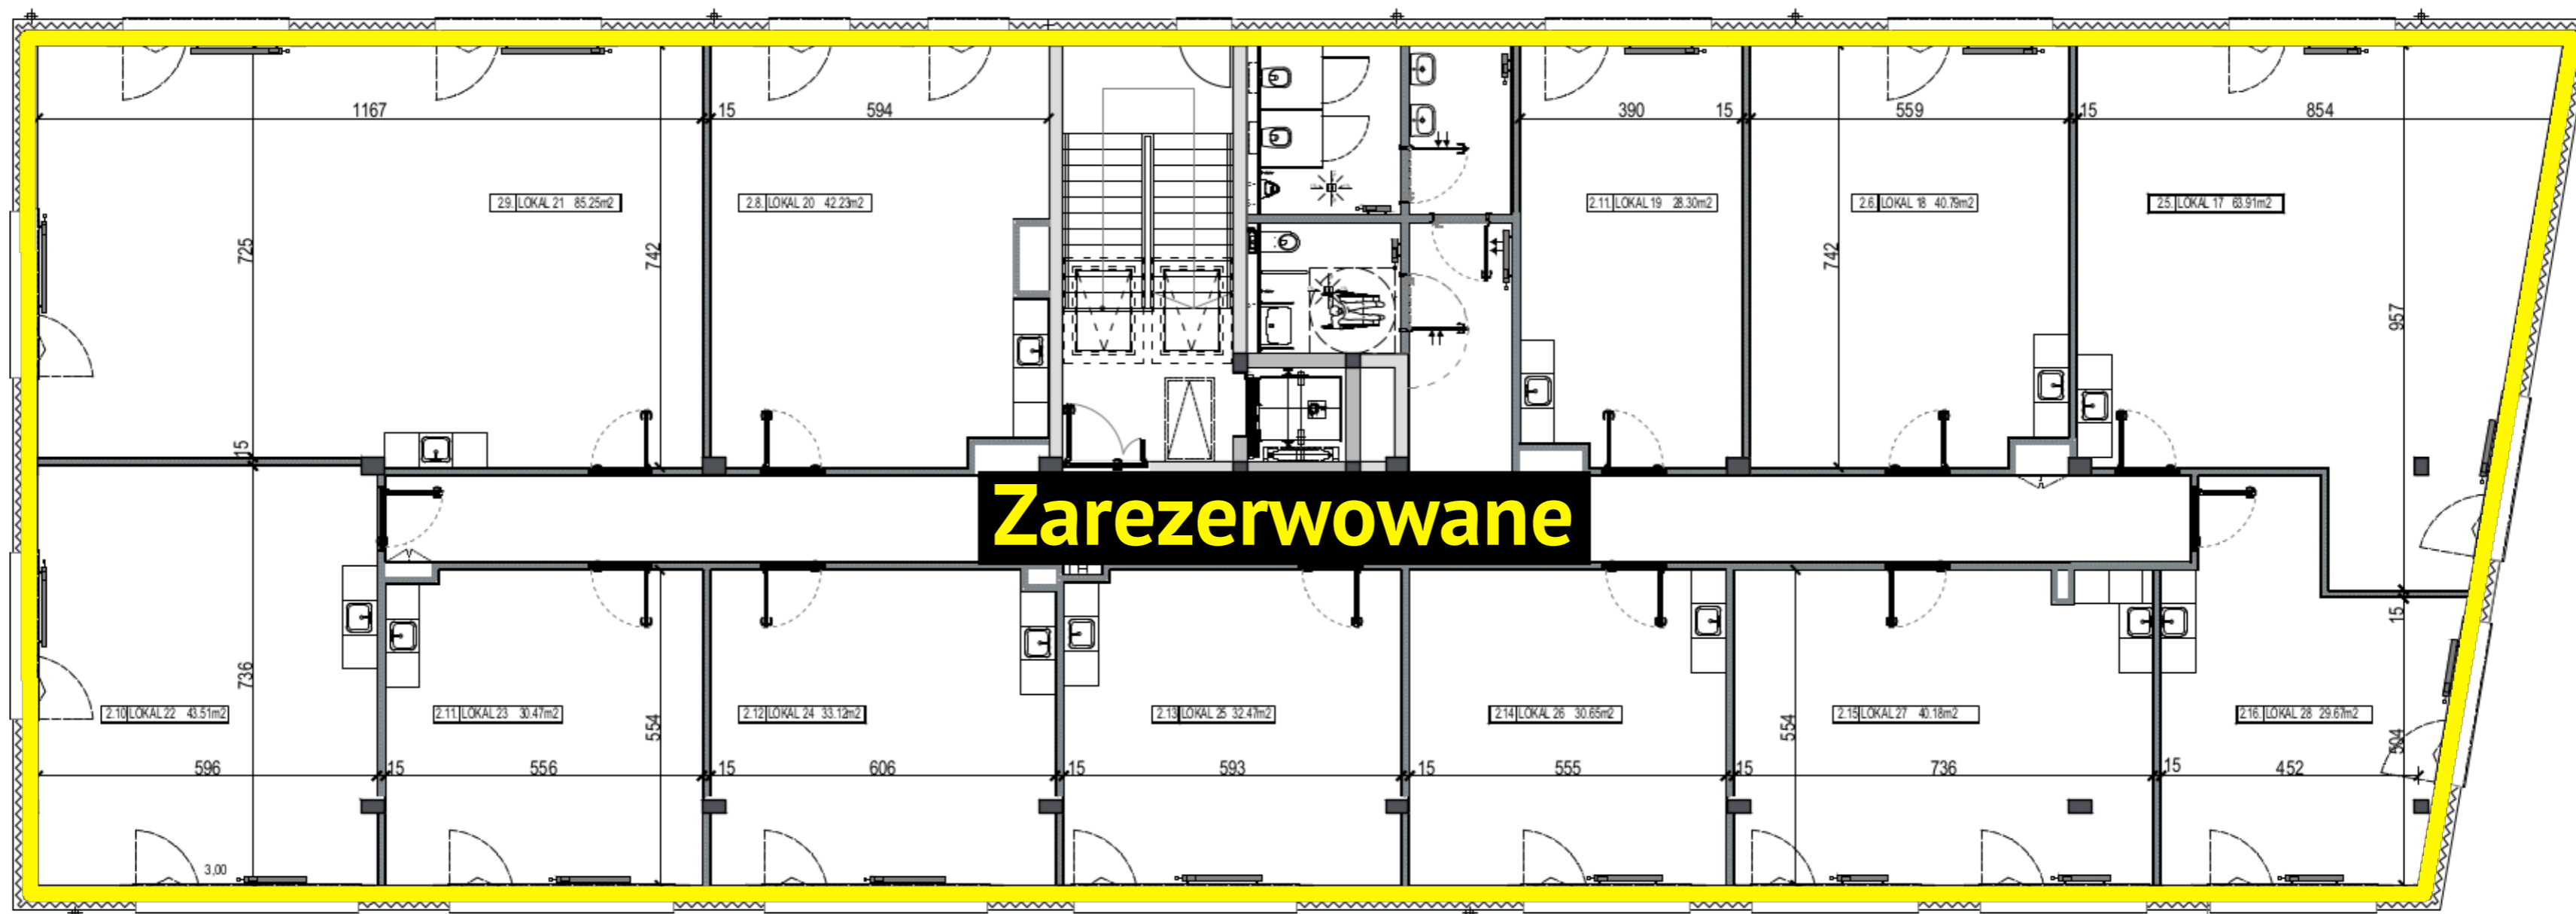 1167
15
594
390
15
559
15
854
2.9. LOKAL 21 85.25m2
2.8. LOKAL 20 42.23m2
2.11. LOKAL 19 28.30m2
2.6. LOKAL 18 40.79m2
2.5. LOKAL 17 63.91m2
725
742
742
957
15
Zarezerwowane
15
736
554
554
504
2.10 LOKAL 22 43.51m2
2.11. LOKAL 23 30.47m2
2.12 LOKAL 24 33.12m2
2.13 LOKAL 25 32.47m2
2.14 LOKAL 26 30.65m2
2.15 LOKAL 27 40.18m2
2.16. LOKAL 28 29.67m2
596
15
556
15
606
15
593
15
555
15
736
15
452
3,00